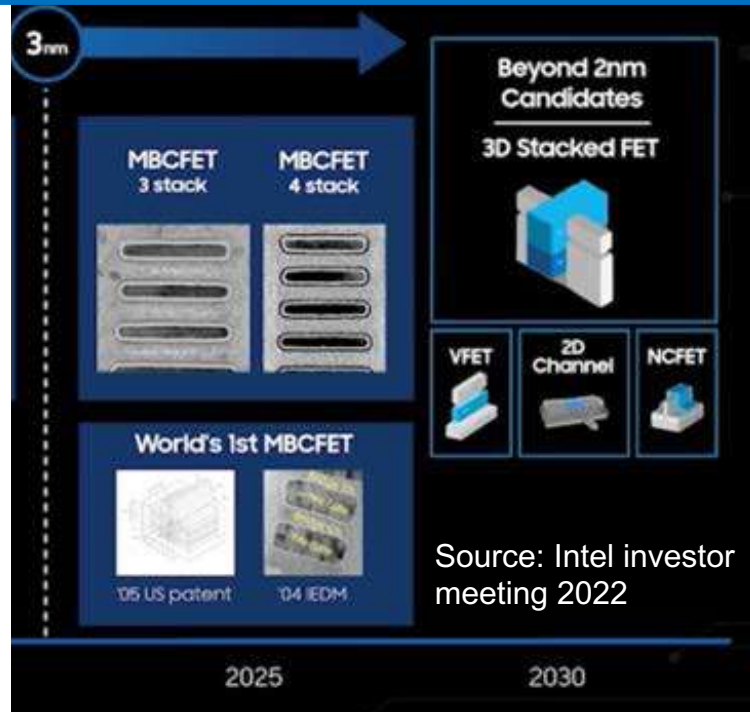 3nm
Beyond 2nm
Candidates
3D Stacked FET
MBCFET
3 stack
MBCFET
4 stack
VFET
2D
Channel
NCFET
World's 1st MBCFET
'05 US patent
'04 IEDM
Source: Intel investor
meeting 2022
2025
2030